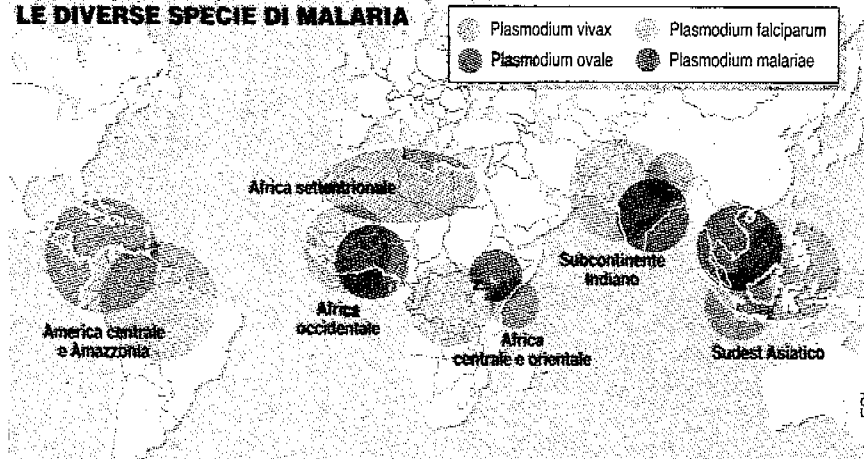 LE DIVERSE SPECIE DI MALARIA
Plasmodium vivax
Plasmodium falciparum
Plasmodium ovale
Plasmodium malariae
Africa settentrionale
America centrale
e Amazzonia
Africa
occidentale
Africa
centrale e orientale
Subcontinente
Indiano
Sudest Asiatico